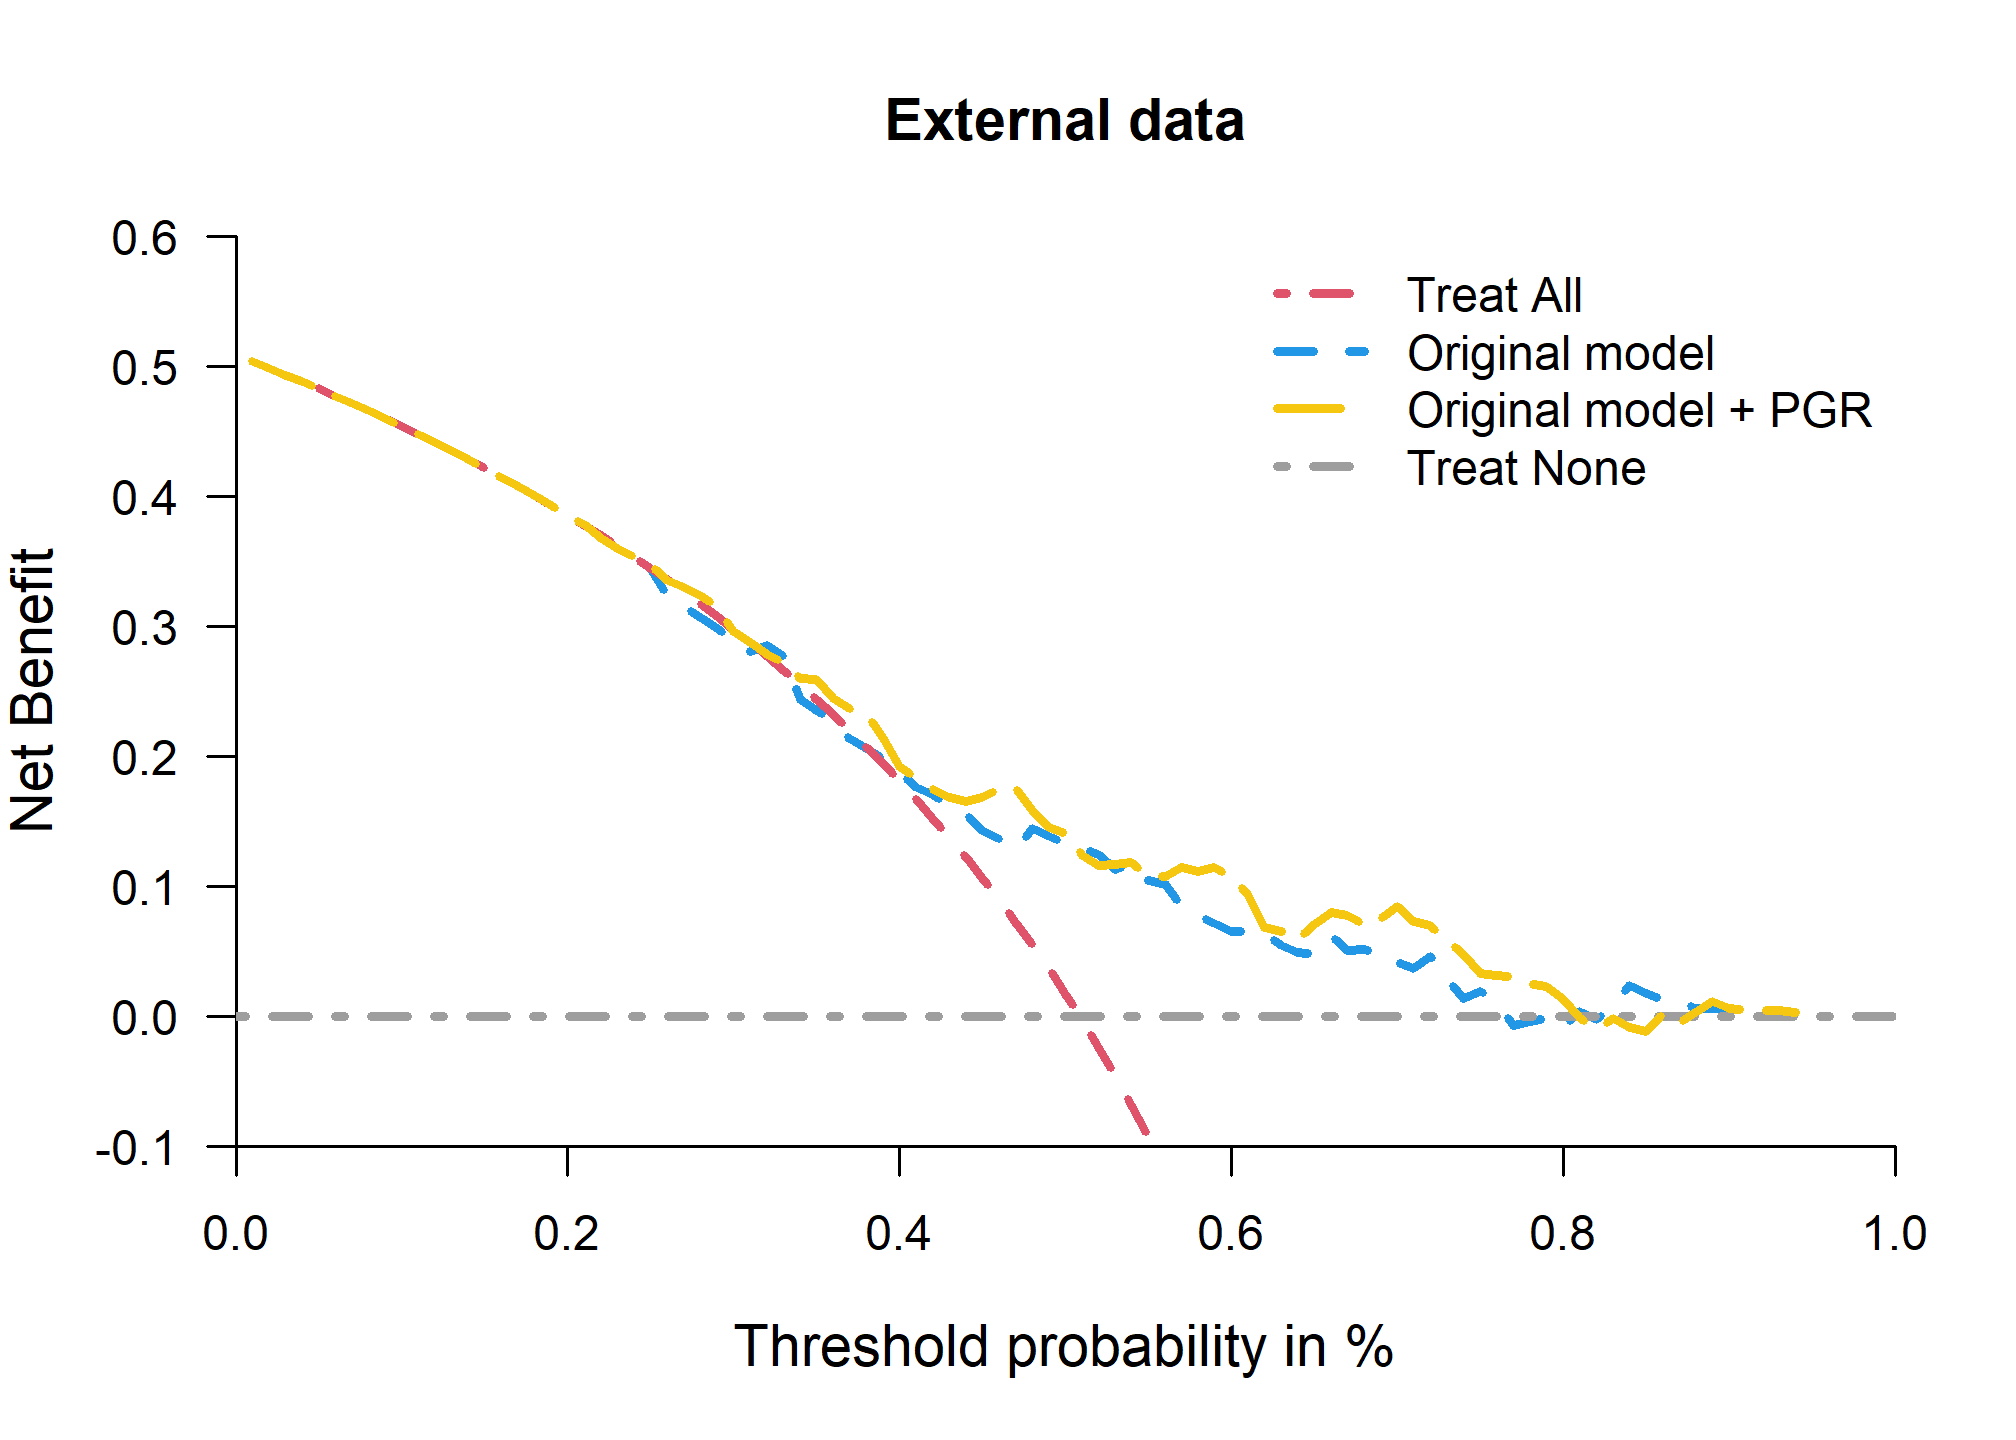 External data
0.6
0.5
0.4
0.3
0.2
0.1
0.0
-0.1
Net Benefit
Treat All
Original model
Original model + PGR
Treat None
0.0 0.2 0.4 0.6 0.8 1.0
Threshold probability in %